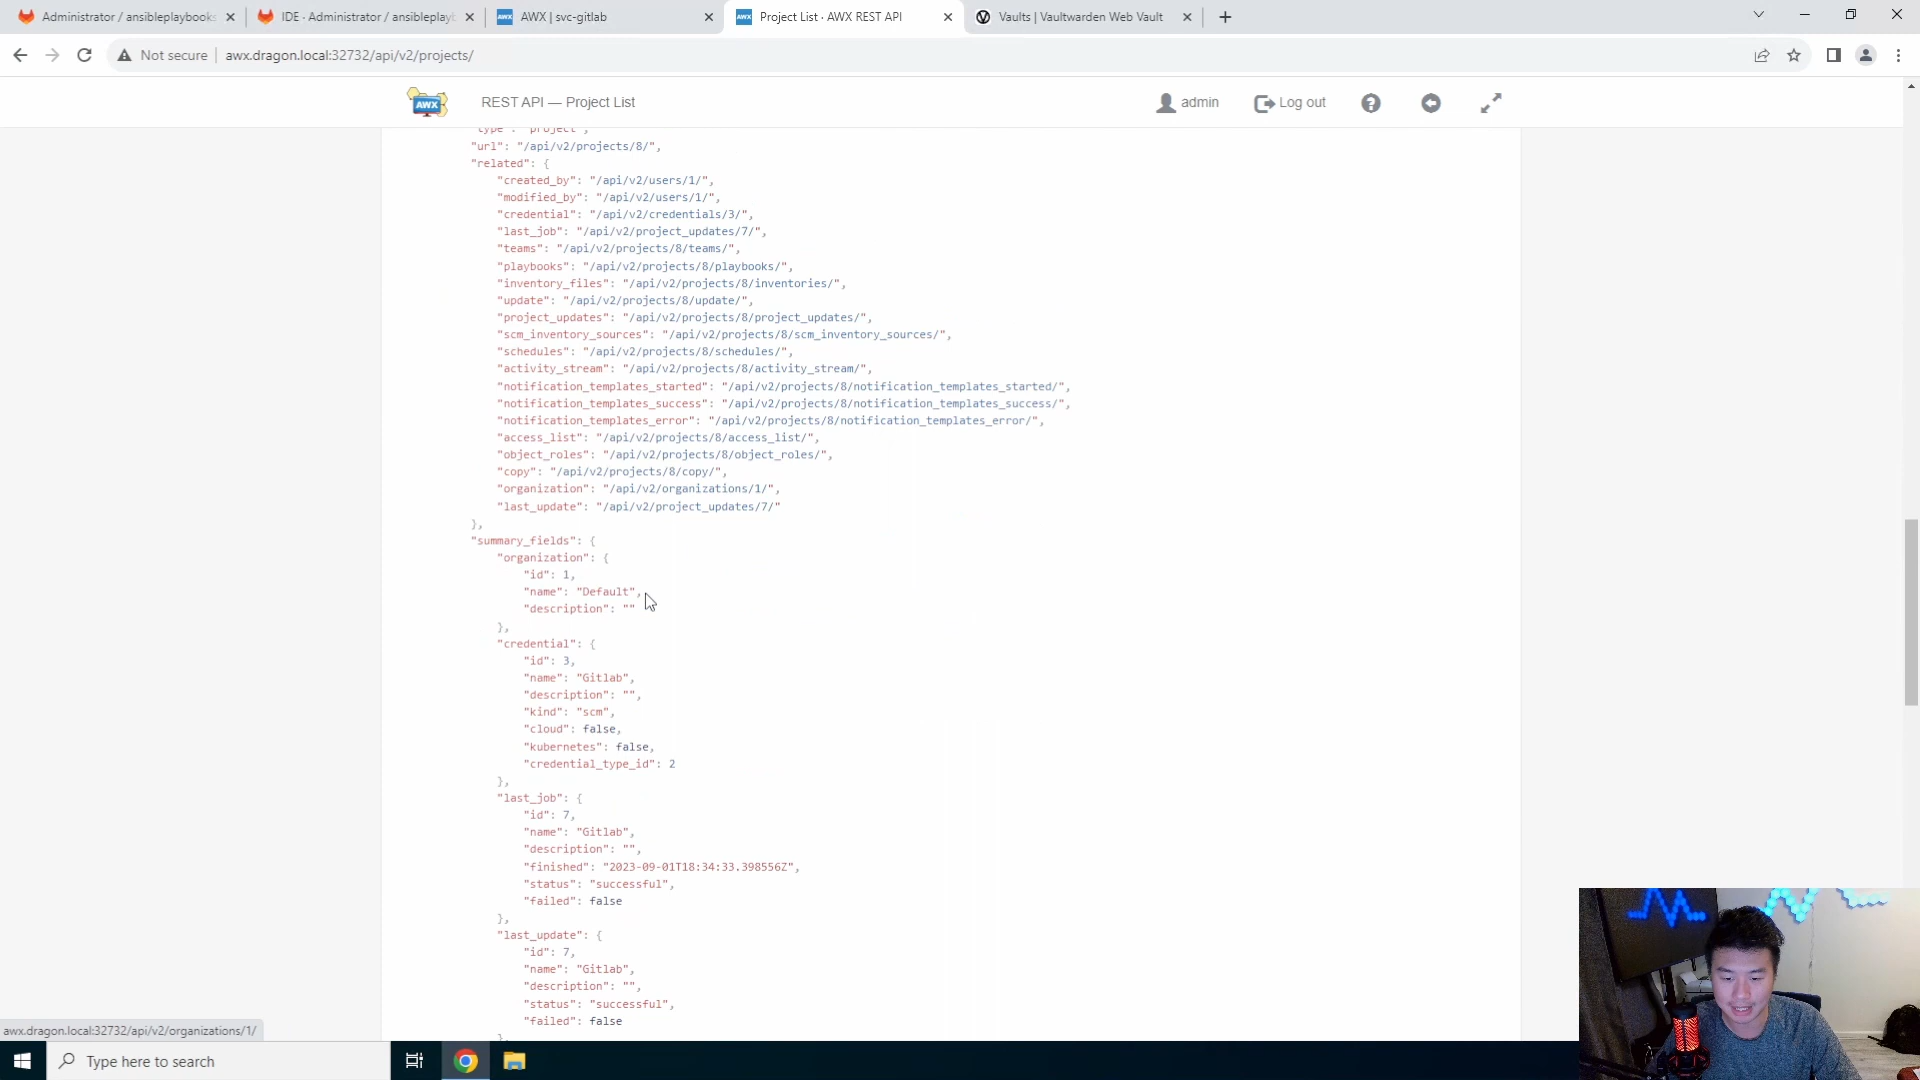 Administrator / ansibleplaybooks
IDE · Administrator / ansibleplayb
AWX | svc-gitlab
Project List · AWX REST API
Vaults | Vaultwarden Web Vault
Not secure
awx.dragon.local:32732/api/v2/projects/
AWX
REST API — Project List
admin
Log out
"type": "project",
"url": "/api/v2/projects/8/",
"related": {
"created_by": "/api/v2/users/1/",
"modified_by": "/api/v2/users/1/",
"credential": "/api/v2/credentials/3/",
"last_job": "/api/v2/project_updates/7/",
"teams": "/api/v2/projects/8/teams/",
"playbooks": "/api/v2/projects/8/playbooks/",
"inventory_files": "/api/v2/projects/8/inventories/",
"update": "/api/v2/projects/8/update/",
"project_updates": "/api/v2/projects/8/project_updates/",
"scm_inventory_sources": "/api/v2/projects/8/scm_inventory_sources/",
"schedules": "/api/v2/projects/8/schedules/",
"activity_stream": "/api/v2/projects/8/activity_stream/",
"notification_templates_started": "/api/v2/projects/8/notification_templates_started/",
"notification_templates_success": "/api/v2/projects/8/notification_templates_success/",
"notification_templates_error": "/api/v2/projects/8/notification_templates_error/",
"access_list": "/api/v2/projects/8/access_list/",
"object_roles": "/api/v2/projects/8/object_roles/",
"copy": "/api/v2/projects/8/copy/",
"organization": "/api/v2/organizations/1/",
"last_update": "/api/v2/project_updates/7/"
},
"summary_fields": {
"organization": {
"id": 1,
"name": "Default",
"description": ""
},
"credential": {
"id": 3,
"name": "Gitlab",
"description": "",
"kind": "scm",
"cloud": false,
"kubernetes": false,
"credential_type_id": 2
},
"last_job": {
"id": 7,
"name": "Gitlab",
"description": "",
"finished": "2023-09-01T18:34:33.398556Z",
"status": "successful",
"failed": false
},
"last_update": {
"id": 7,
"name": "Gitlab",
"description": "",
"status": "successful",
"failed": false
awx.dragon.local:32732/api/v2/organizations/1/
Type here to search